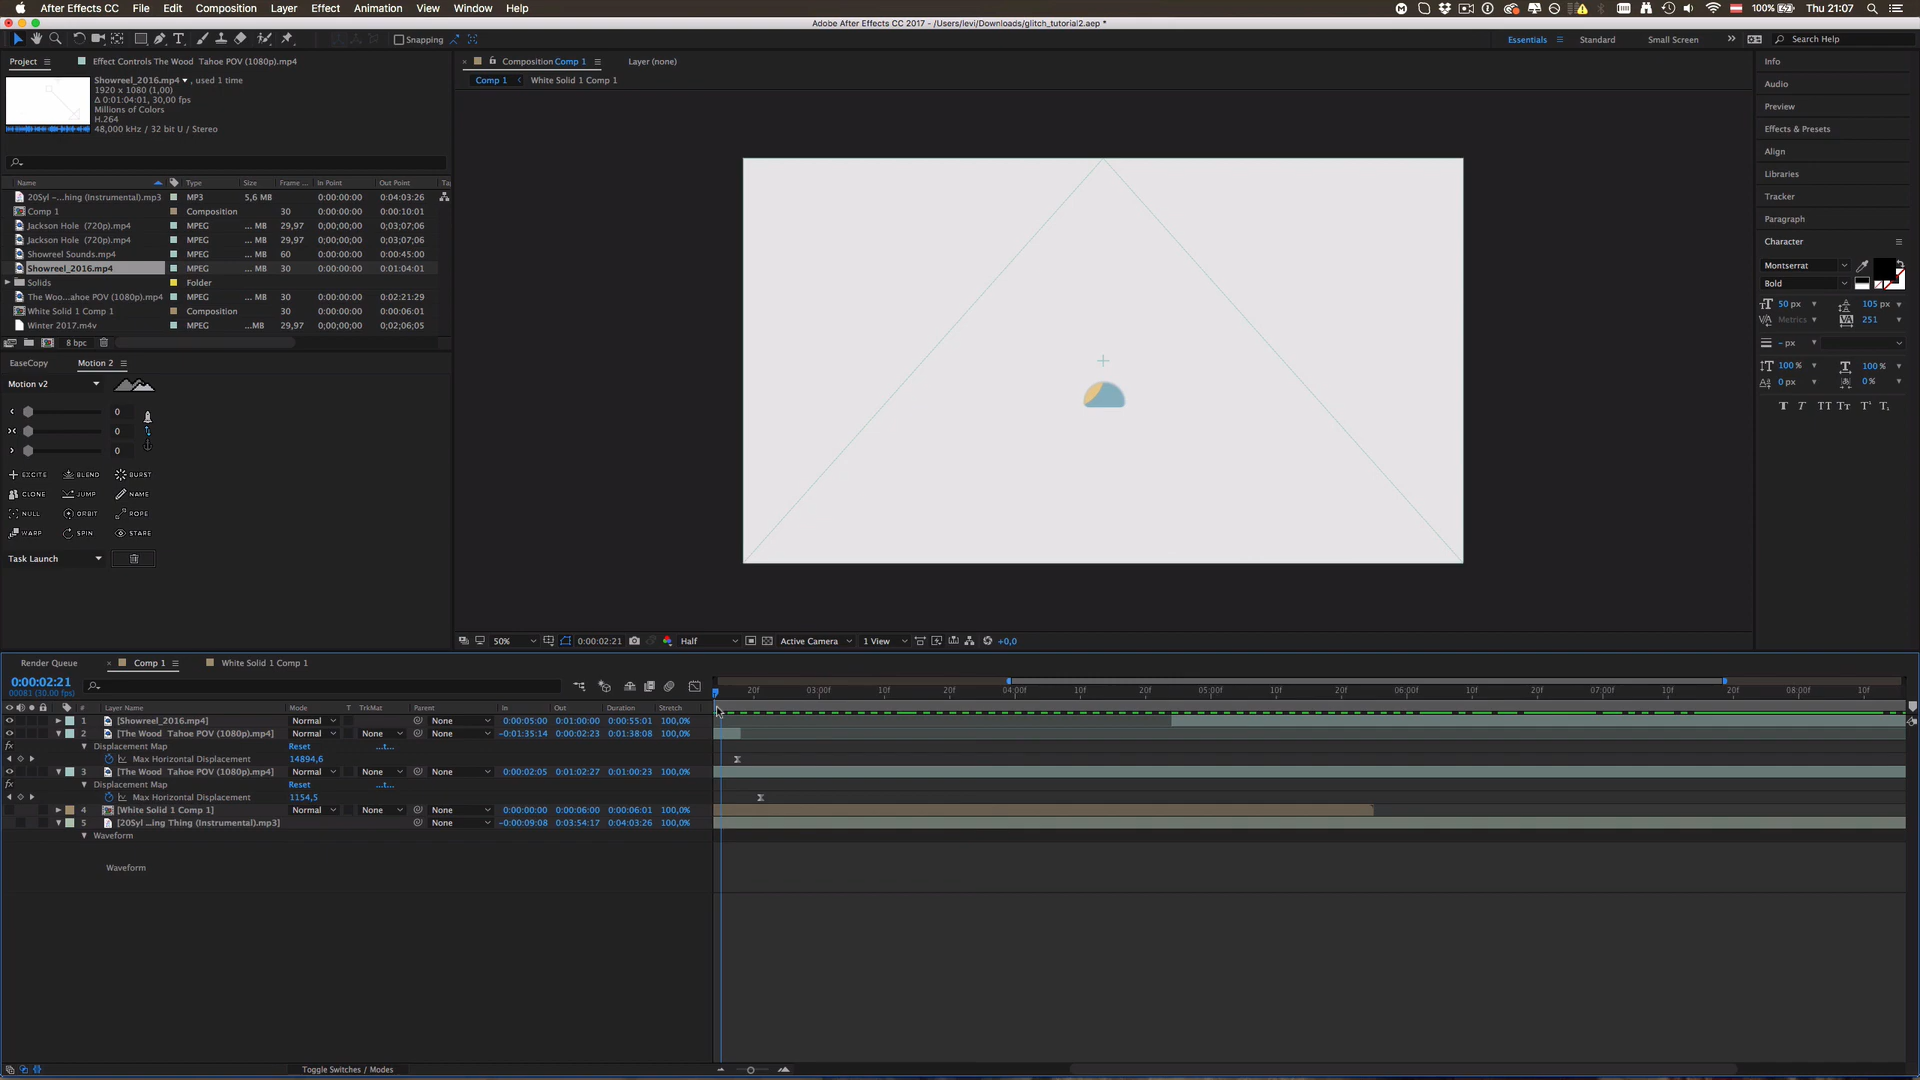 After Effects CC File Edit Composition Layer Effect Animation View Window Help 100% Thu 21:07
Adobe After Effects CC 2017 - /Users/levi/Downloads/glitch_tutorial2.aep *
Snapping Essentials Standard Small Screen Search Help
Project Effect Controls The Wood Tahoe POV (1080p).mp4
Showreel_2016.mp4 , used 1 time
1920 x 1080 (1,00)
Δ 0:01:04:01, 30,00 fps
Millions of Colors
H.264
48,000 kHz / 32 bit U / Stereo
Name Type Size Frame ... In Point Out Point
20Syl -...hing (Instrumental).mp3 MP3 5,6 MB 0:00:00:00 0:04:03:26
Comp 1 Composition 30 0:00:00:00 0:00:10:01
Jackson Hole (720p).mp4 MPEG ... MB 29,97 0;00;00;00 0;03;07;06
Jackson Hole (720p).mp4 MPEG ... MB 29,97 0;00;00;00 0;03;07;06
Showreel Sounds.mp4 MPEG ... MB 60 0:00:00:00 0:00:45:00
Showreel_2016.mp4 MPEG ... MB 30 0:00:00:00 0:01:04:01
Solids Folder
The Woo...ahoe POV (1080p).mp4 MPEG ... MB 30 0:00:00:00 0:02:21:29
White Solid 1 Comp 1 Composition 30 0:00:00:00 0:00:06:01
Winter 2017.m4v MPEG ...MB 29,97 0;00;00;00 0;02;06;05
8 bpc
EaseCopy Motion 2
Motion v2
0
0
0
EXCITE BLEND BURST
CLONE JUMP NAME
NULL ORBIT ROPE
WARP SPIN STARE
Task Launch
Composition Comp 1 Layer (none)
Comp 1 White Solid 1 Comp 1
50% 0:00:02:21 Half Active Camera 1 View +0,0
Info
Audio
Preview
Effects & Presets
Align
Libraries
Tracker
Paragraph
Character
Montserrat
Bold
50 px 105 px
Metrics 251
- px
100 % 100 %
0 px 0 %
T T TT Tr T¹ T₁
Render Queue Comp 1 White Solid 1 Comp 1
0:00:02:21
00081 (30.00 fps)
20f 03:00f 10f 20f 04:00f 10f 20f 05:00f 10f 20f 06:00f 10f 20f 07:00f 10f 20f 08:00f 10f
# Layer Name Mode T TrkMat Parent In Out Duration Stretch
1 [Showreel_2016.mp4] Normal None 0:00:05:00 0:01:00:00 0:00:55:01 100,0%
2 [The Wood Tahoe POV (1080p).mp4] Normal None None -0:01:35:14 0:00:02:23 0:01:38:08 100,0%
Displacement Map Reset ...t...
Max Horizontal Displacement 14894,6
3 [The Wood Tahoe POV (1080p).mp4] Normal None None 0:00:02:05 0:01:02:27 0:01:00:23 100,0%
Displacement Map Reset ...t...
Max Horizontal Displacement 1154,5
4 [White Solid 1 Comp 1] Normal None None 0:00:00:00 0:00:06:00 0:00:06:01 100,0%
5 [20Syl ...ing Thing (Instrumental).mp3] None -0:00:09:08 0:03:54:17 0:04:03:26 100,0%
Waveform
Waveform
Toggle Switches / Modes